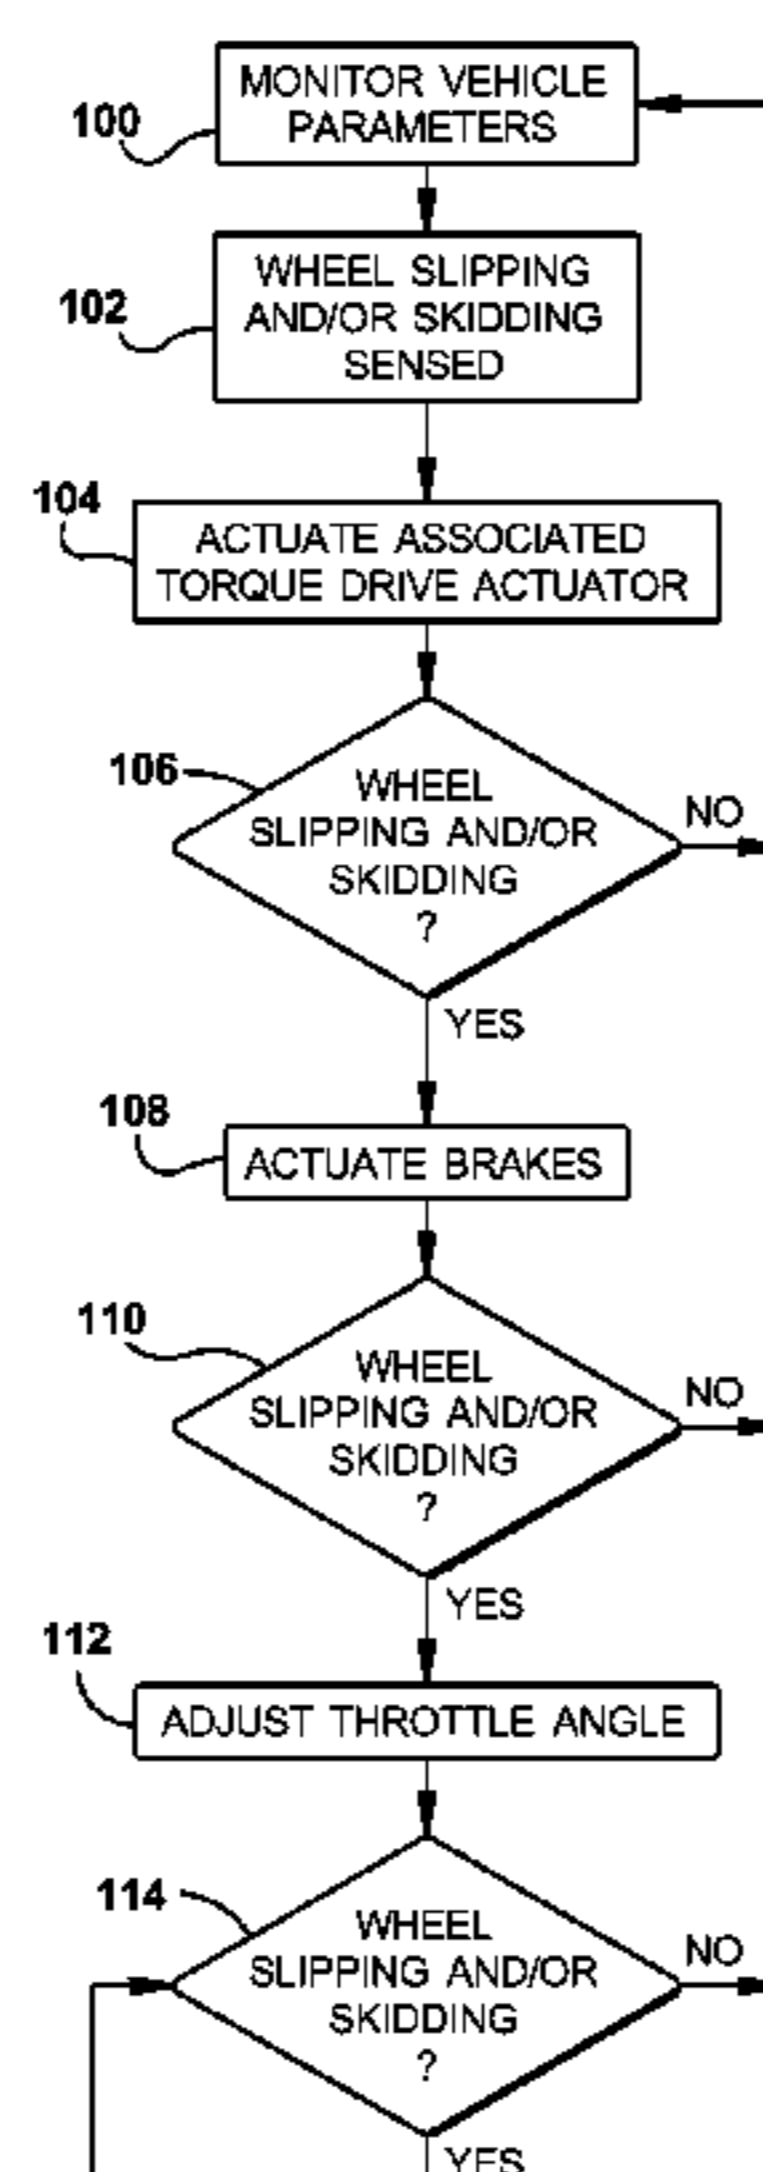 MONITOR VEHICLE
PARAMETERS
100
WHEEL SLIPPING
AND/OR SKIDDING
SENSED
102
104
ACTUATE ASSOCIATED
TORQUE DRIVE ACTUATOR
106
WHEEL
SLIPPING AND/OR
SKIDDING
?
NO
YES
108
ACTUATE BRAKES
110
WHEEL
SLIPPING AND/OR
SKIDDING
?
NO
YES
112
ADJUST THROTTLE ANGLE
114
WHEEL
SLIPPING AND/OR
SKIDDING
?
NO
YES